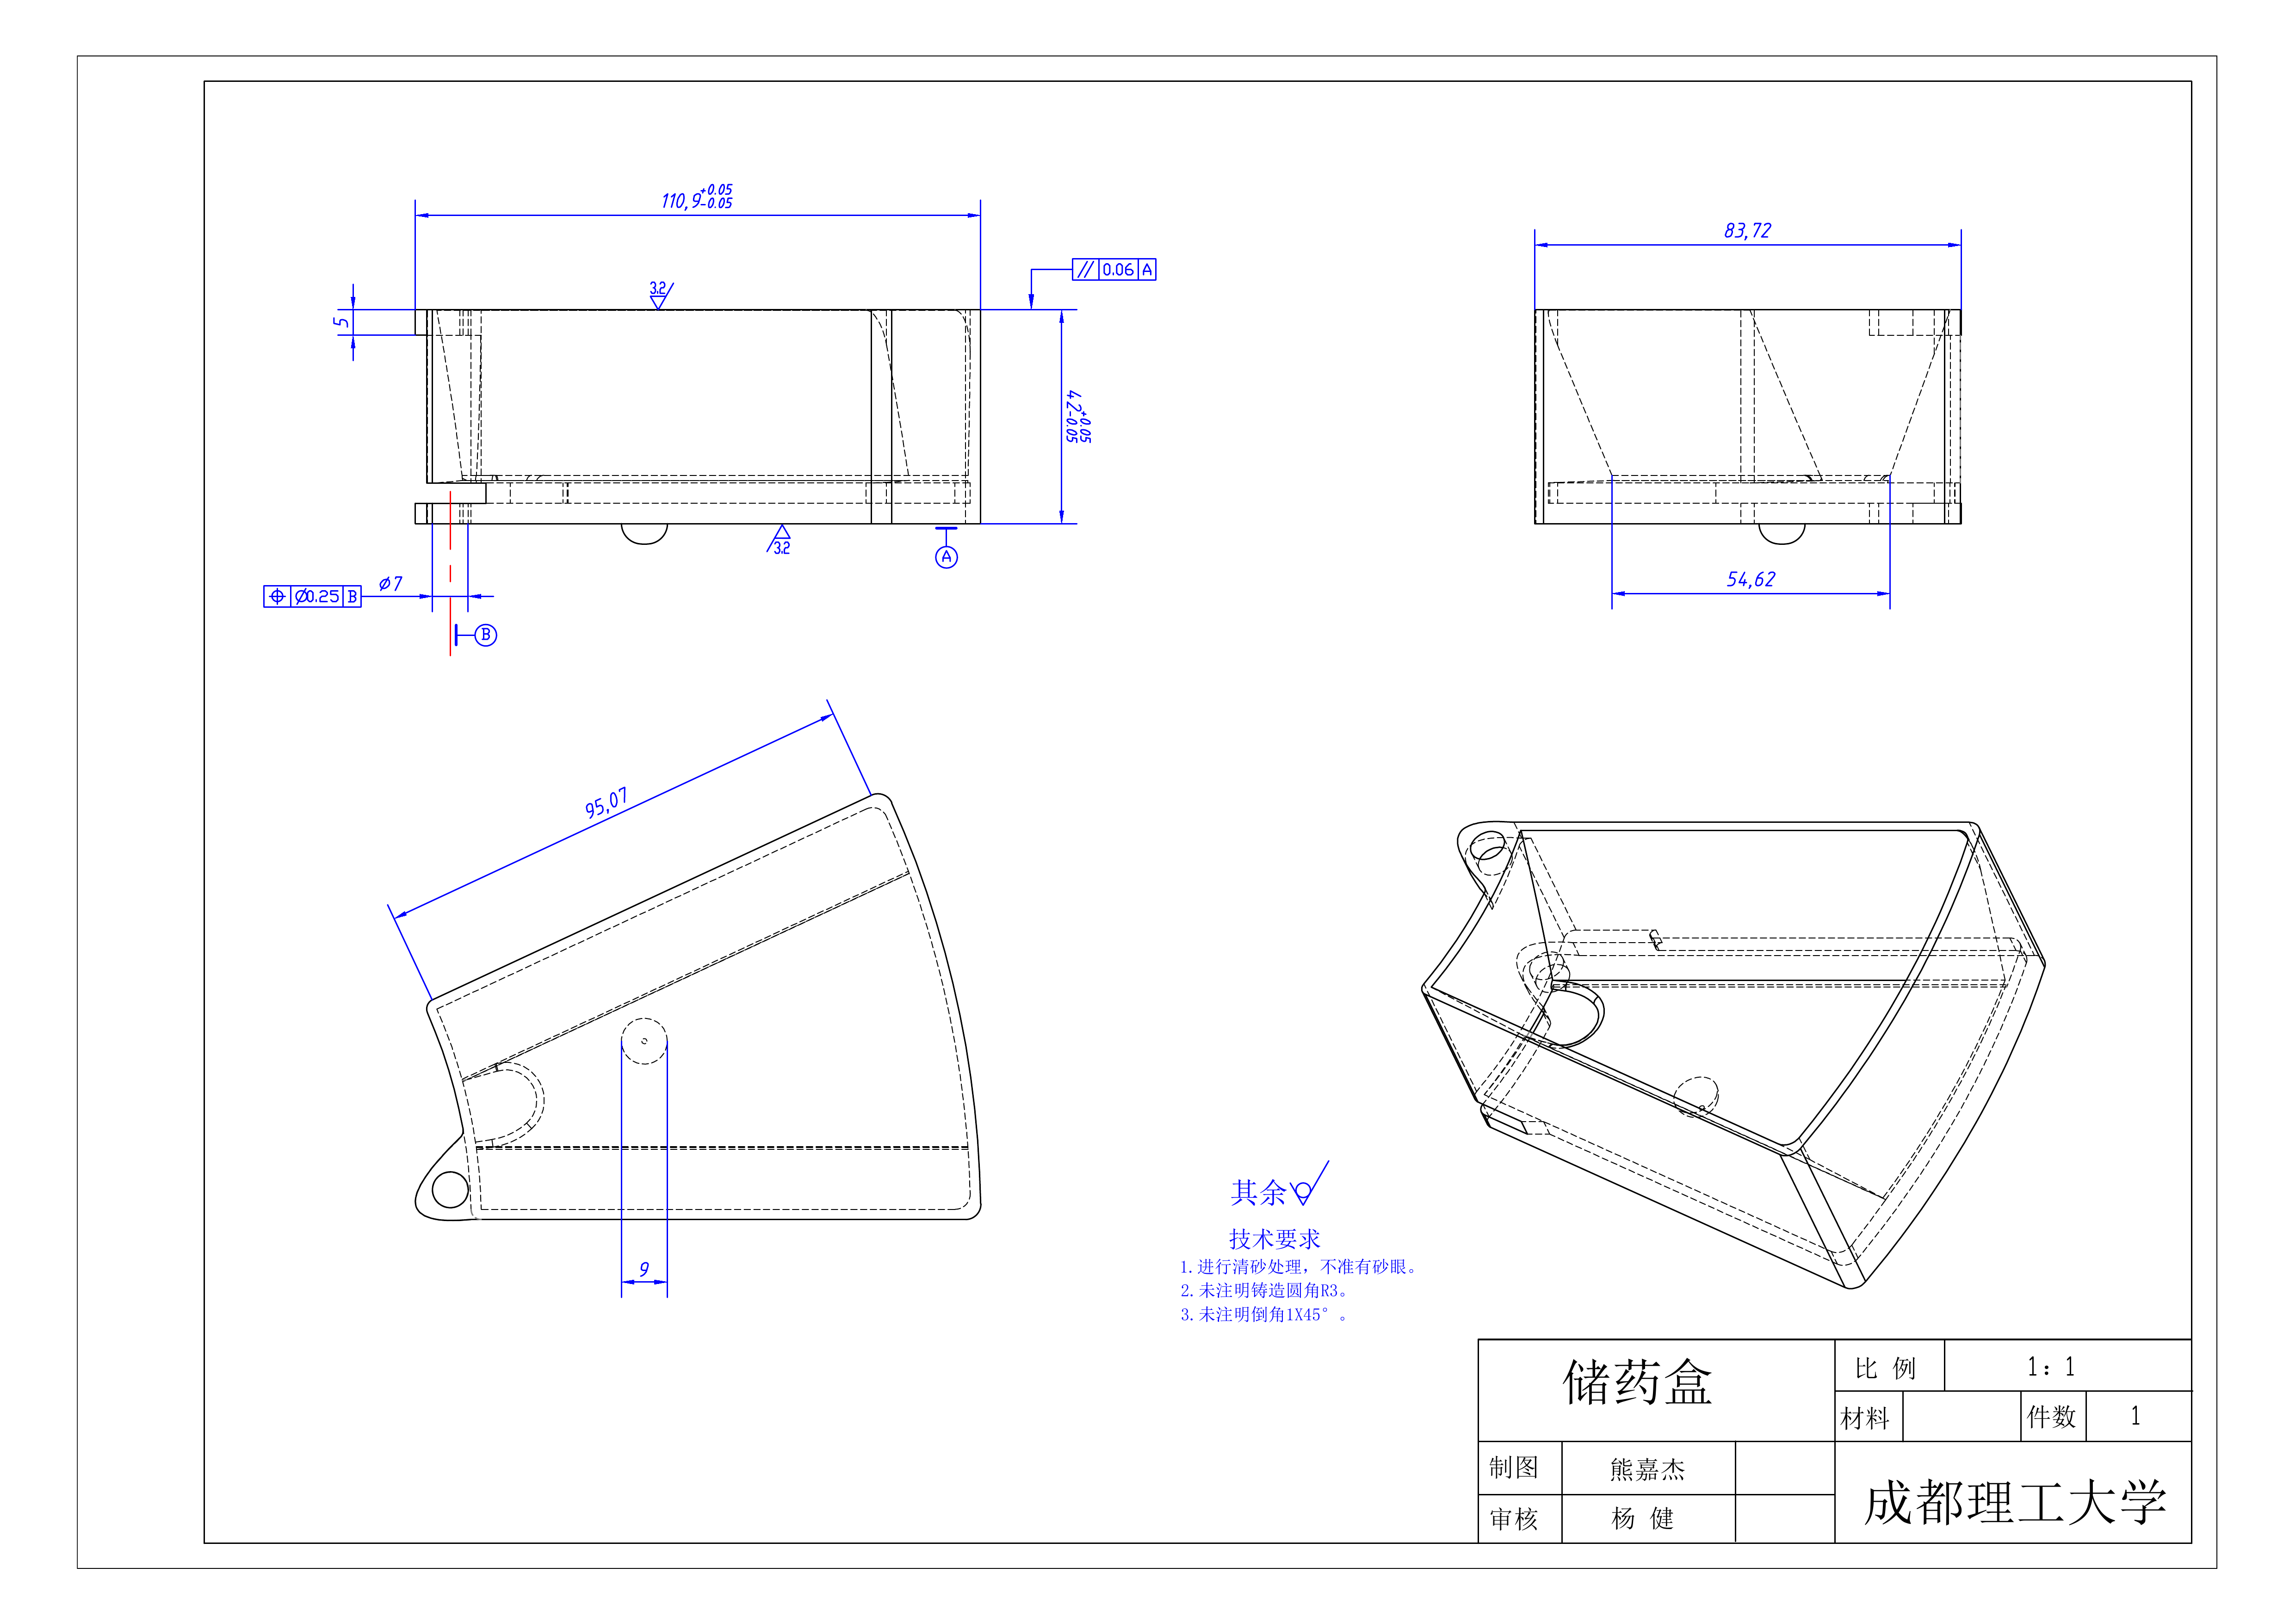 110,9 +0.05 -0.05
83,72
// 0.06 A
3.2
5
42 +0.05 -0.05
3.2
A
54,62
⌖ Ø0.25 B
Ø7
B
95,07
9
其余
技术要求
1.进行清砂处理，不准有砂眼。
2.未注明铸造圆角R3。
3.未注明倒角1X45°。
储药盒
比 例 1: 1
材料 件数 1
制图 熊嘉杰
审核 杨 健
成都理工大学